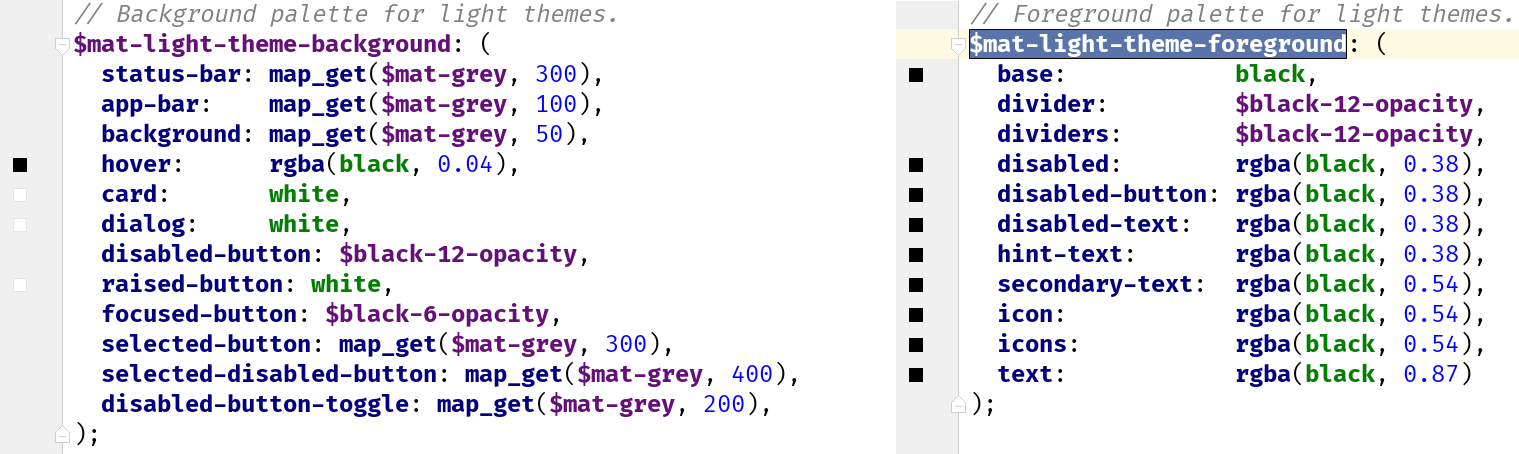 // Background palette for light themes.
$mat-light-theme-background: (
  status-bar: map_get($mat-grey, 300),
  app-bar:    map_get($mat-grey, 100),
  background: map_get($mat-grey, 50),
  hover:      rgba(black, 0.04),
  card:       white,
  dialog:     white,
  disabled-button: $black-12-opacity,
  raised-button: white,
  focused-button: $black-6-opacity,
  selected-button: map_get($mat-grey, 300),
  selected-disabled-button: map_get($mat-grey, 400),
  disabled-button-toggle: map_get($mat-grey, 200),
);
// Foreground palette for light themes.
$mat-light-theme-foreground: (
  base:            black,
  divider:         $black-12-opacity,
  dividers:        $black-12-opacity,
  disabled:        rgba(black, 0.38),
  disabled-button: rgba(black, 0.38),
  disabled-text:   rgba(black, 0.38),
  hint-text:       rgba(black, 0.38),
  secondary-text:  rgba(black, 0.54),
  icon:            rgba(black, 0.54),
  icons:           rgba(black, 0.54),
  text:            rgba(black, 0.87)
);